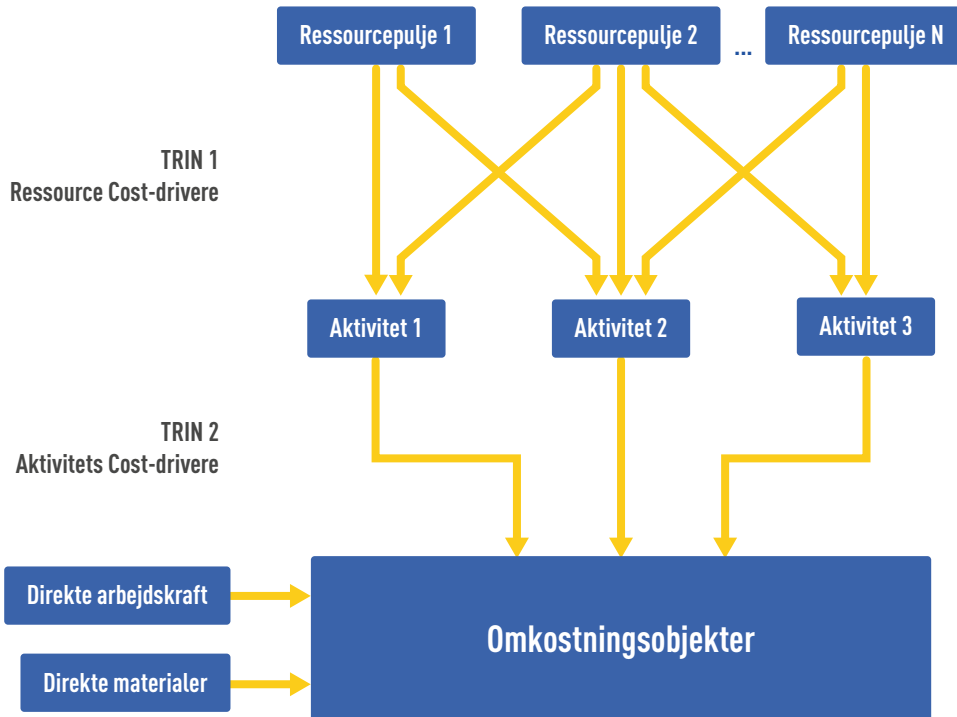 Ressourcepulje 1
Ressourcepulje 2
...
Ressourcepulje N
TRIN 1
Ressource Cost-drivere
Aktivitet 1
Aktivitet 2
Aktivitet 3
TRIN 2
Aktivitets Cost-drivere
Direkte arbejdskraft
Omkostningsobjekter
Direkte materialer